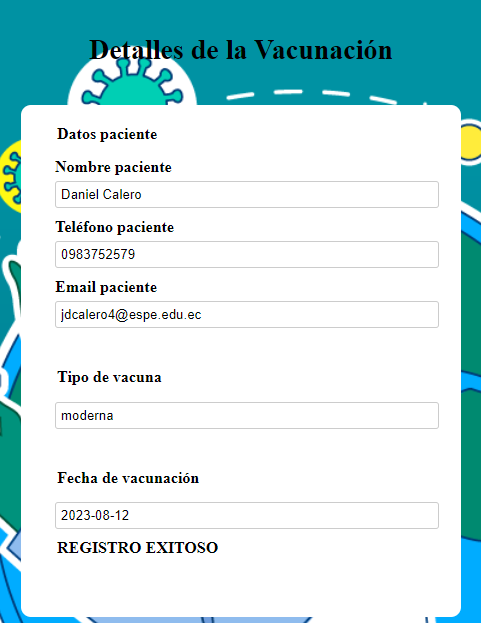 Detalles de la Vacunación
Datos paciente
Nombre paciente
Daniel Calero
Teléfono paciente
0983752579
Email paciente
jdcalero4@espe.edu.ec
Tipo de vacuna
moderna
Fecha de vacunación
2023-08-12
REGISTRO EXITOSO